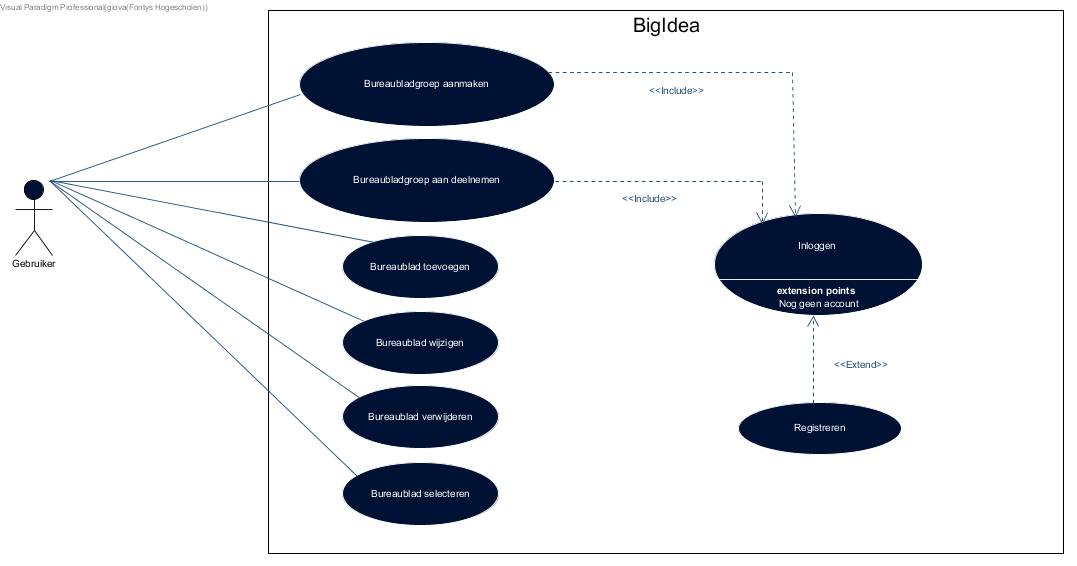 Visual Paradigm Professional(giova(Fontys Hogescholen))
BigIdea
Bureaubladgroep aanmaken
<<Include>>
Bureaubladgroep aan deelnemen
<<Include>>
Gebruiker
Inloggen
Bureaublad toevoegen
extension points
Nog geen account
Bureaublad wijzigen
<<Extend>>
Bureaublad verwijderen
Registreren
Bureaublad selecteren